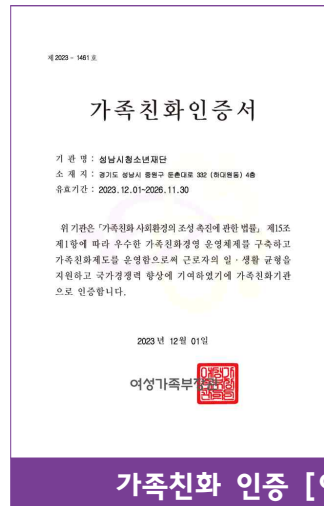 제 2023 - 1461 호
가족친화인증서
기 관 명 : 성남시청소년재단
소 재 지 : 경기도 성남시 중원구 둔촌대로 332 (하대원동) 4층
유효기간 : 2023.12.01~2026.11.30
위 기관은 「가족친화 사회환경의 조성 촉진에 관한 법률」 제15조
제1항에 따라 우수한 가족친화경영 운영체제를 구축하고
가족친화제도를 운영함으로써 근로자의 일 · 생활 균형을
지원하고 국가경쟁력 향상에 기여하였기에 가족친화기관
으로 인증합니다.
2023 년 12월 01일
여성가족부장관
가족친화 인증 [